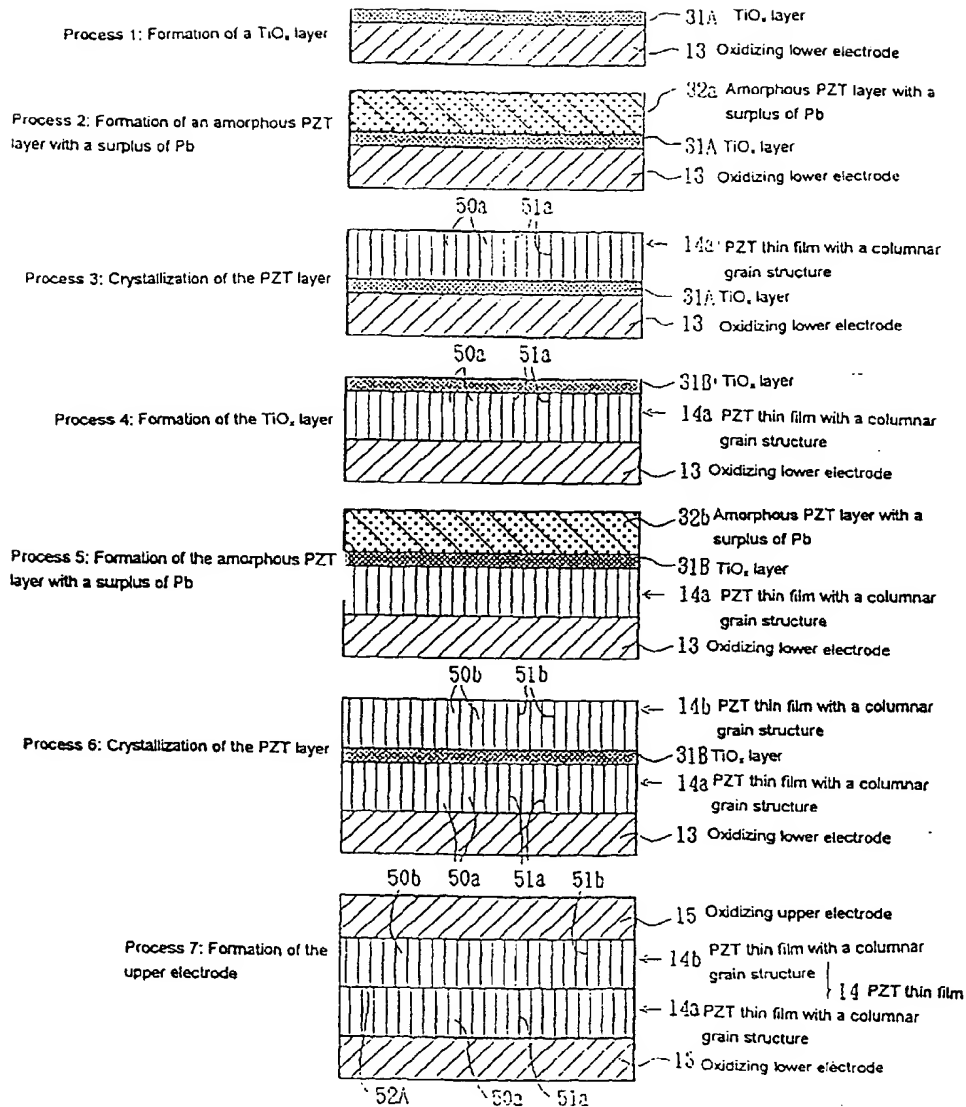 31A TiOₓ layer
Process 1: Formation of a TiOₓ layer
13 Oxidizing lower electrode
32a Amorphous PZT layer with a
surplus of Pb
Process 2: Formation of an amorphous PZT
layer with a surplus of Pb
31A TiOₓ layer
13 Oxidizing lower electrode
50a 51a
14a' PZT thin film with a columnar
grain structure
Process 3: Crystallization of the PZT layer
31A TiOₓ layer
13 Oxidizing lower electrode
50a 51a
31B' TiOₓ layer
Process 4: Formation of the TiOₓ layer
14a PZT thin film with a columnar
grain structure
13 Oxidizing lower electrode
32b Amorphous PZT layer with a
surplus of Pb
Process 5: Formation of the amorphous PZT
layer with a surplus of Pb
31B TiOₓ layer
14a PZT thin film with a columnar
grain structure
13 Oxidizing lower electrode
50b 51b
14b PZT thin film with a columnar
grain structure
Process 6: Crystallization of the PZT layer
31B TiOₓ layer
14a PZT thin film with a columnar
grain structure
13 Oxidizing lower electrode
50b 50a 51a 51b
15 Oxidizing upper electrode
Process 7: Formation of the
upper electrode
14b PZT thin film with a columnar
grain structure
14 PZT thin film
14a PZT thin film with a columnar
grain structure
13 Oxidizing lower electrode
52A 50a 51a